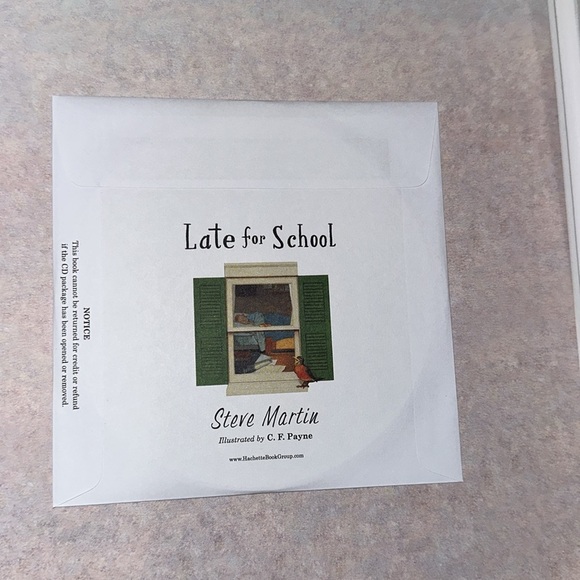 Late for School
Steve Martin
Illustrated by C. F. Payne
www.HachetteBookGroup.com
NOTICE
This book cannot be returned for credit or refund
if the CD package has been opened or removed.